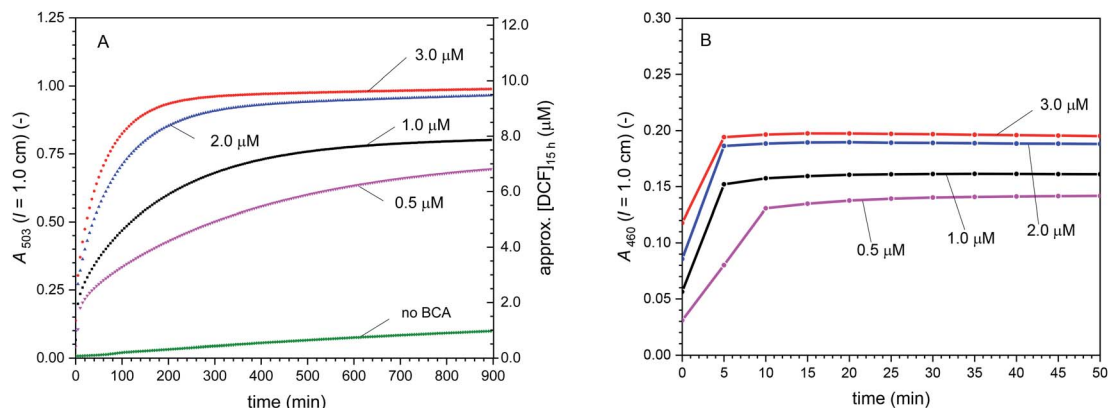 A
1.25
1.00
0.75
0.50
0.25
0.00
A 503 (l = 1.0 cm) (-)
12.0
10.0
8.0
6.0
4.0
2.0
0.0
approx. [DCF]15 h (µM)
3.0 µM
2.0 µM
1.0 µM
0.5 µM
no BCA
0 100 200 300 400 500 600 700 800 900
time (min)
B
0.30
0.25
0.20
0.15
0.10
0.05
0.00
A 460 (l = 1.0 cm) (-)
3.0 µM
2.0 µM
1.0 µM
0.5 µM
0 5 10 15 20 25 30 35 40 45 50
time (min)